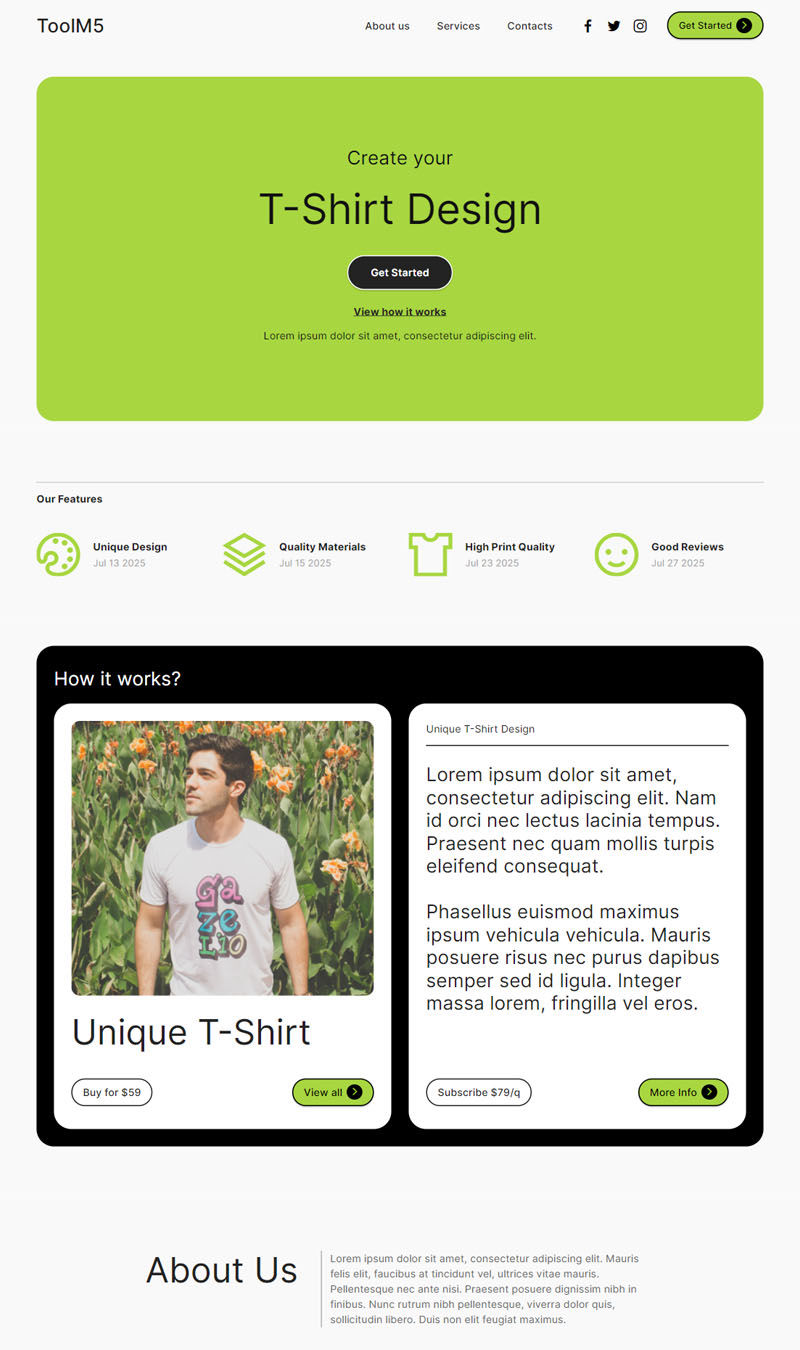 ToolM5
About us
Services
Contacts
Get Started
Create your
T-Shirt Design
Get Started
View how it works
Lorem ipsum dolor sit amet, consectetur adipiscing elit.
Our Features
Unique Design
Jul 13 2025
Quality Materials
Jul 15 2025
High Print Quality
Jul 23 2025
Good Reviews
Jul 27 2025
How it works?
Ga
ze
L'io
Unique T-Shirt
Buy for $59
View all
Unique T-Shirt Design
Lorem ipsum dolor sit amet,
consectetur adipiscing elit. Nam
id orci nec lectus lacinia tempus.
Praesent nec quam mollis turpis
eleifend consequat.
Phasellus euismod maximus
ipsum vehicula vehicula. Mauris
posuere risus nec purus dapibus
semper sed id ligula. Integer
massa lorem, fringilla vel eros.
Subscribe $79/q
More Info
About Us
Lorem ipsum dolor sit amet, consectetur adipiscing elit. Mauris
felis elit, faucibus at tincidunt vel, ultrices vitae mauris.
Pellentesque nec ante nisi. Praesent posuere dignissim nibh in
finibus. Nunc rutrum nibh pellentesque, viverra dolor quis,
sollicitudin libero. Duis non elit feugiat maximus.